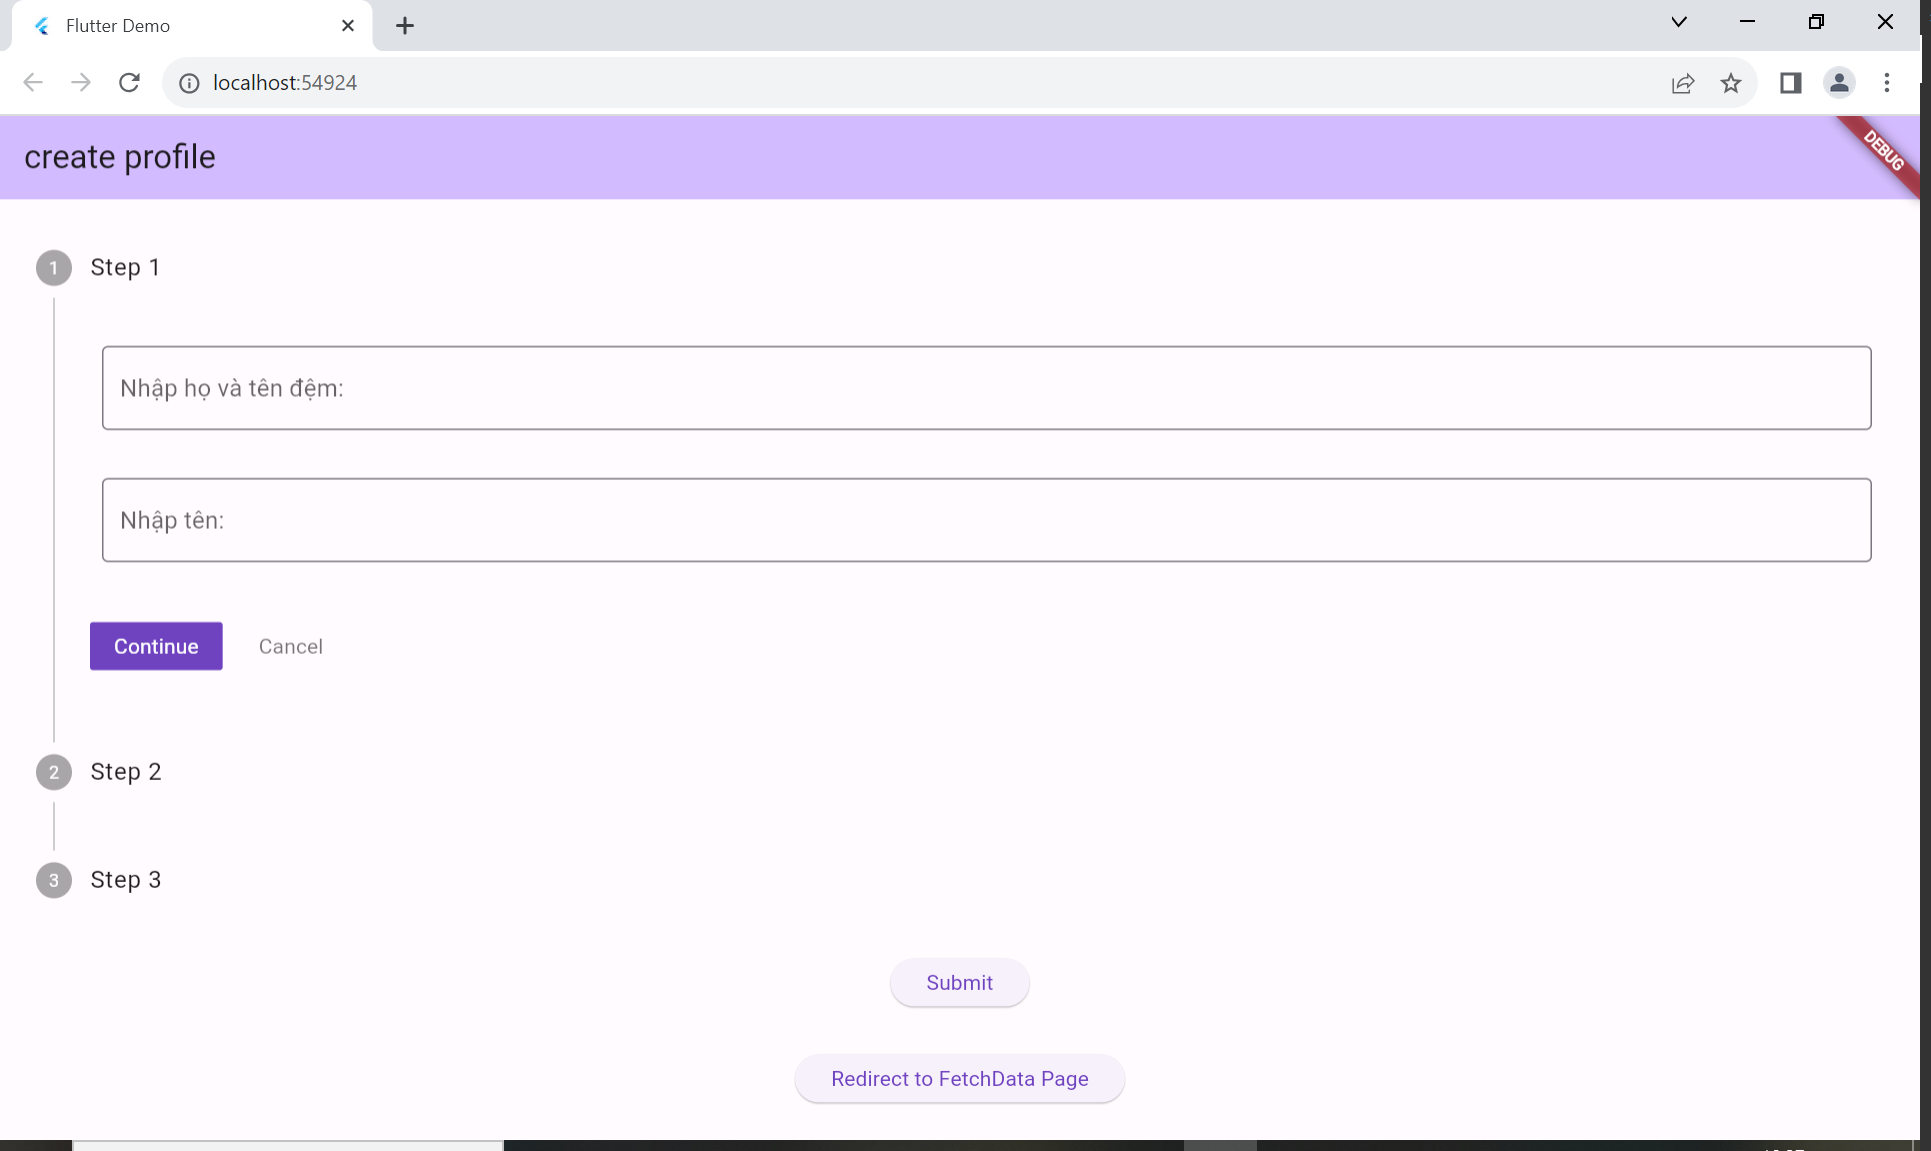 Flutter Demo
localhost:54924
create profile
DEBUG
1 Step 1
Nhập họ và tên đệm:
Nhập tên:
Continue Cancel
2 Step 2
3 Step 3
Submit
Redirect to FetchData Page